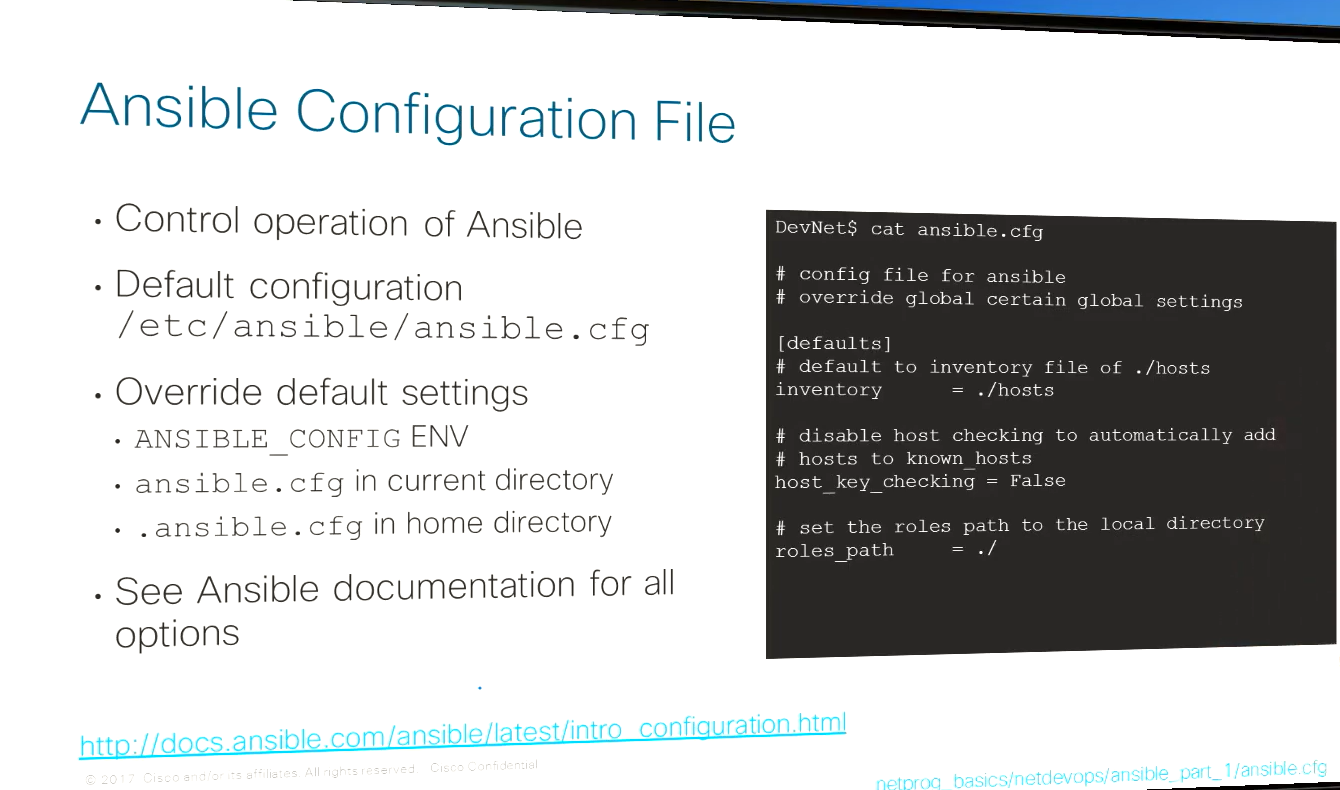 Ansible Configuration File
• Control operation of Ansible
• Default configuration
/etc/ansible/ansible.cfg
• Override default settings
• ANSIBLE_CONFIG ENV
• ansible.cfg in current directory
• .ansible.cfg in home directory
• See Ansible documentation for all
options
DevNet$ cat ansible.cfg
# config file for ansible
# override global certain global settings
[defaults]
# default to inventory file of ./hosts
inventory      = ./hosts
# disable host checking to automatically add
# hosts to known_hosts
host_key_checking = False
# set the roles path to the local directory
roles_path     = ./
http://docs.ansible.com/ansible/latest/intro_configuration.html
© 2017 Cisco and/or its affiliates. All rights reserved. Cisco Confidential
netprog_basics/netdevops/ansible_part_1/ansible.cfg